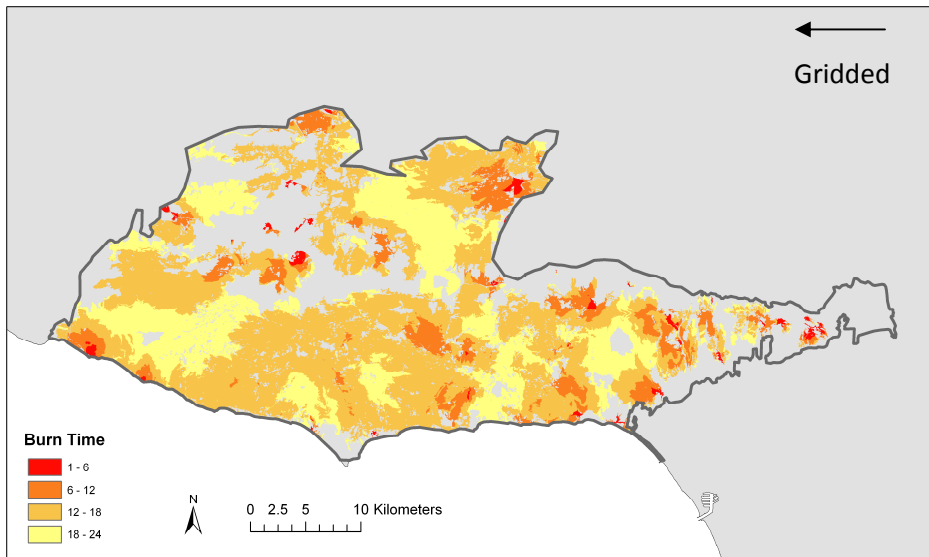 Gridded
Burn Time
1 - 6
6 - 12
12 - 18
18 - 24
N
0 2.5 5 10 Kilometers